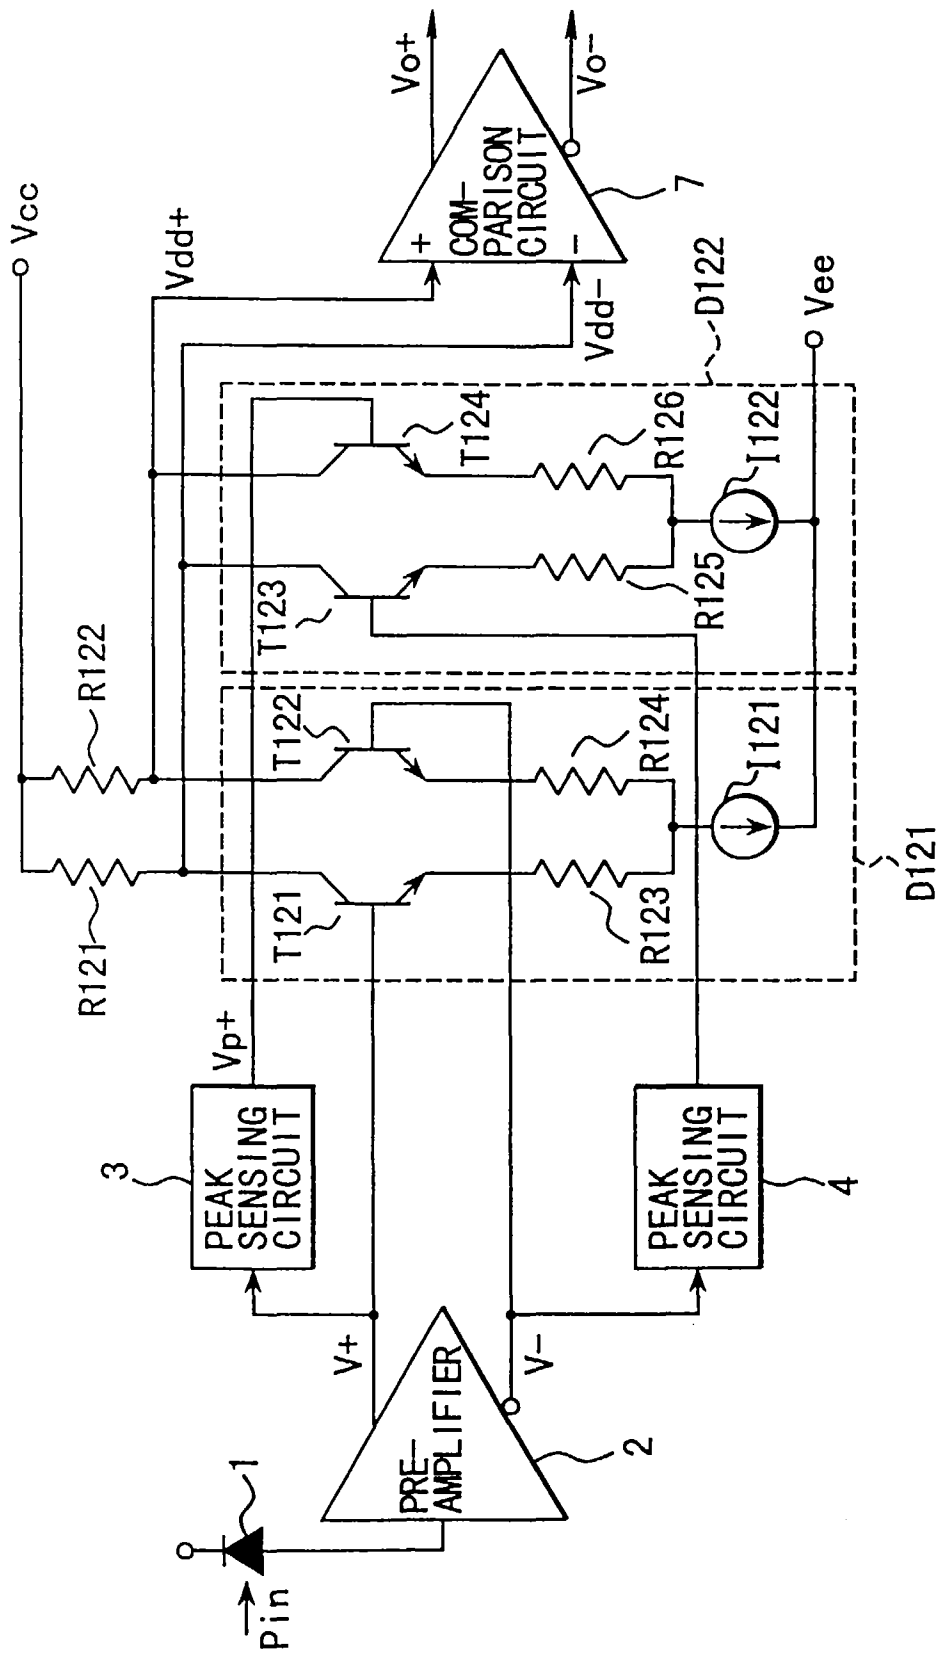 Vcc
R121
R122
Vdd+
Vp+
3
PEAK
SENSING
CIRCUIT
T121
T122
T123
T124
Vo+
Pin
1
V+
PRE-
AMPLIFIER
2
V-
+
COM-
PARISON
CIRCUIT
-
7
Vo-
Vdd-
R123
R124
R125
R126
PEAK
SENSING
CIRCUIT
4
I121
I122
D122
Vee
D121